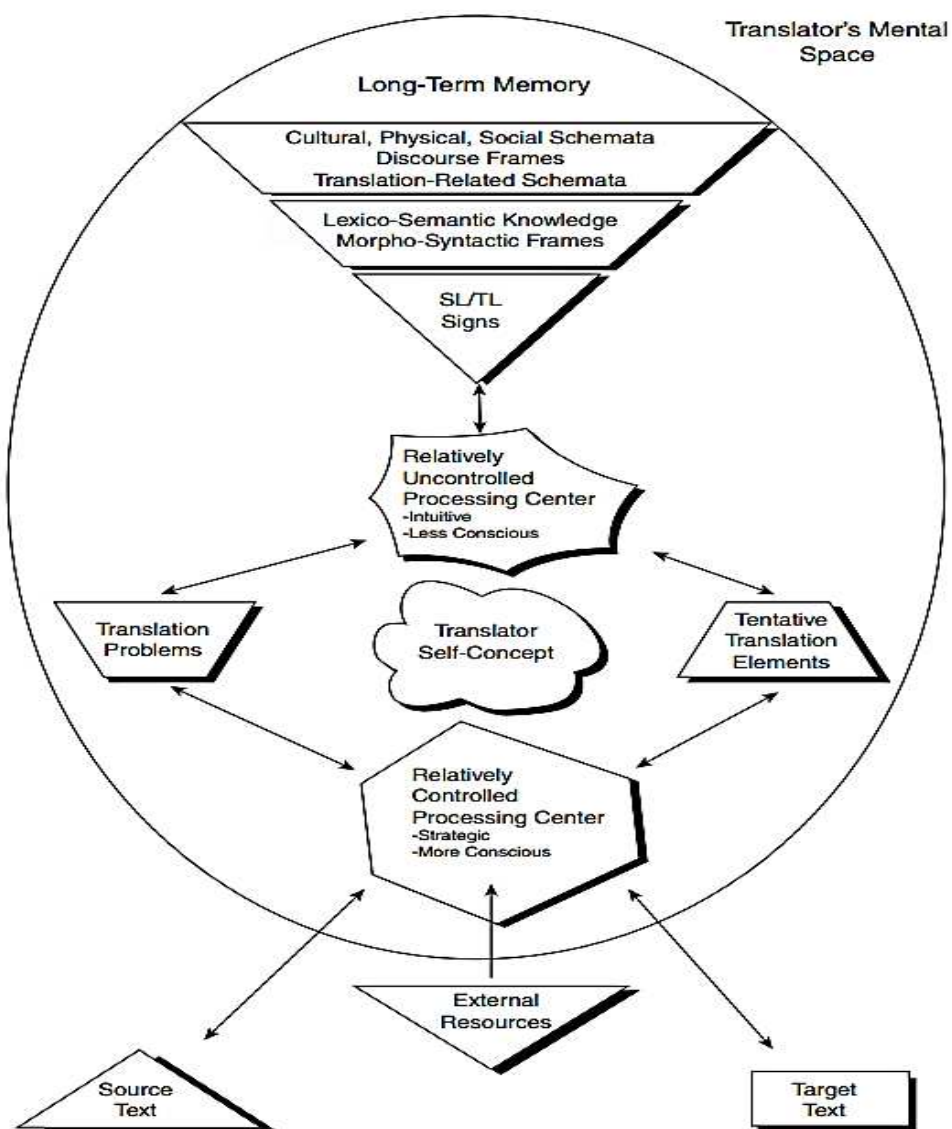 Translator's Mental
Space
Long-Term Memory
Cultural, Physical, Social Schemata
Discourse Frames
Translation-Related Schemata
Lexico-Semantic Knowledge
Morpho-Syntactic Frames
SL/TL
Signs
Relatively
Uncontrolled
Processing Center
-Intuitive
-Less Conscious
Translation
Problems
Translator
Self-Concept
Tentative
Translation
Elements
Relatively
Controlled
Processing Center
-Strategic
-More Conscious
External
Resources
Source
Text
Target
Text